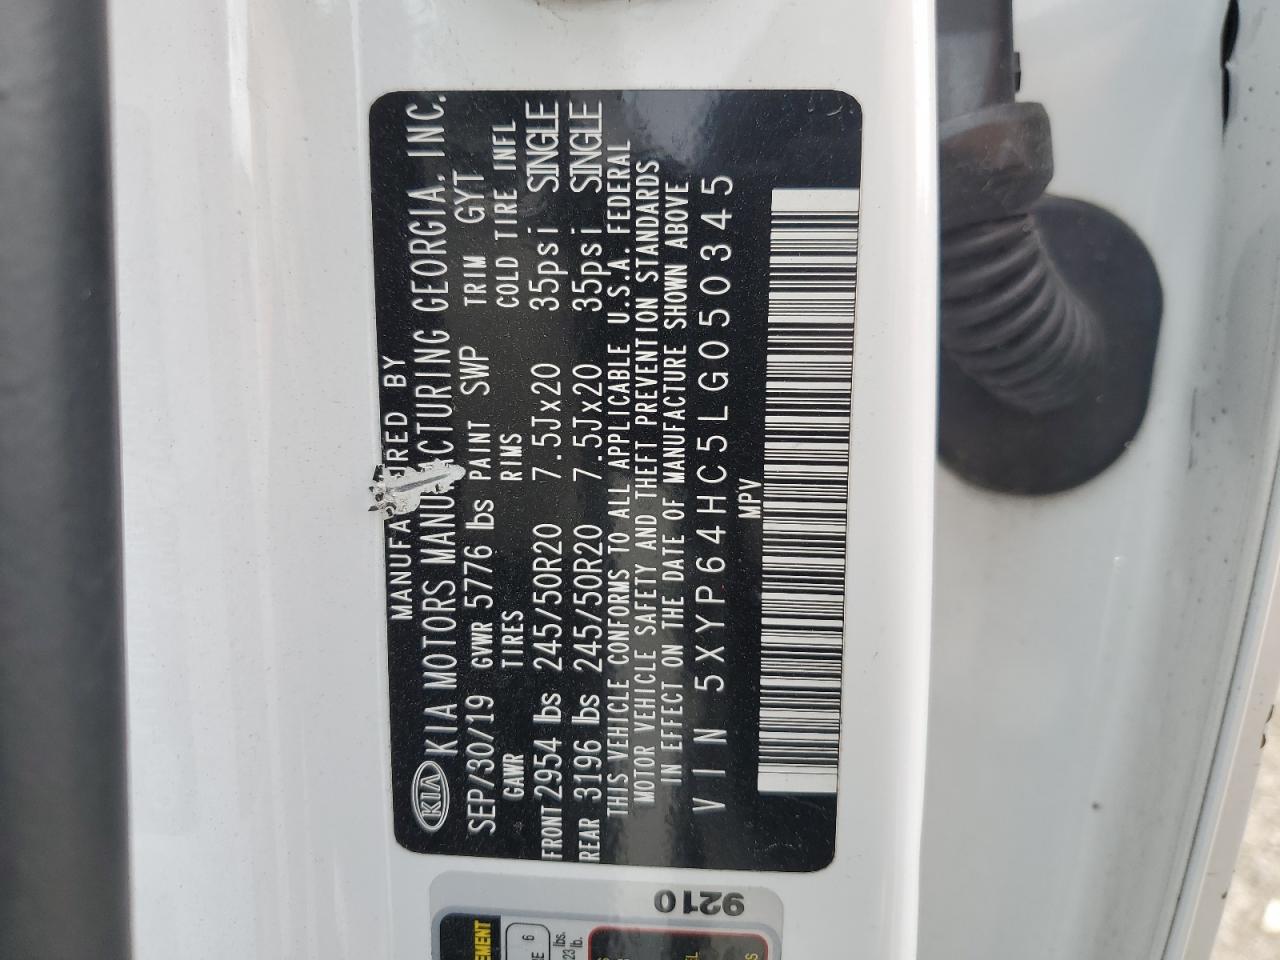 MANUFACTURED BY
KIA KIA MOTORS MANUFACTURING GEORGIA, INC.
SEP/30/19 GVWR 5776 lbs PAINT SWP TRIM GYT
GAWR TIRES RIMS COLD TIRE INFL
FRONT 2954 lbs 245/50R20 7.5Jx20 35psi SINGLE
REAR 3196 lbs 245/50R20 7.5Jx20 35psi SINGLE
THIS VEHICLE CONFORMS TO ALL APPLICABLE U.S.A. FEDERAL
MOTOR VEHICLE SAFETY AND THEFT PREVENTION STANDARDS
IN EFFECT ON THE DATE OF MANUFACTURE SHOWN ABOVE
VIN 5XYP64HC5LG050345
MPV
9210